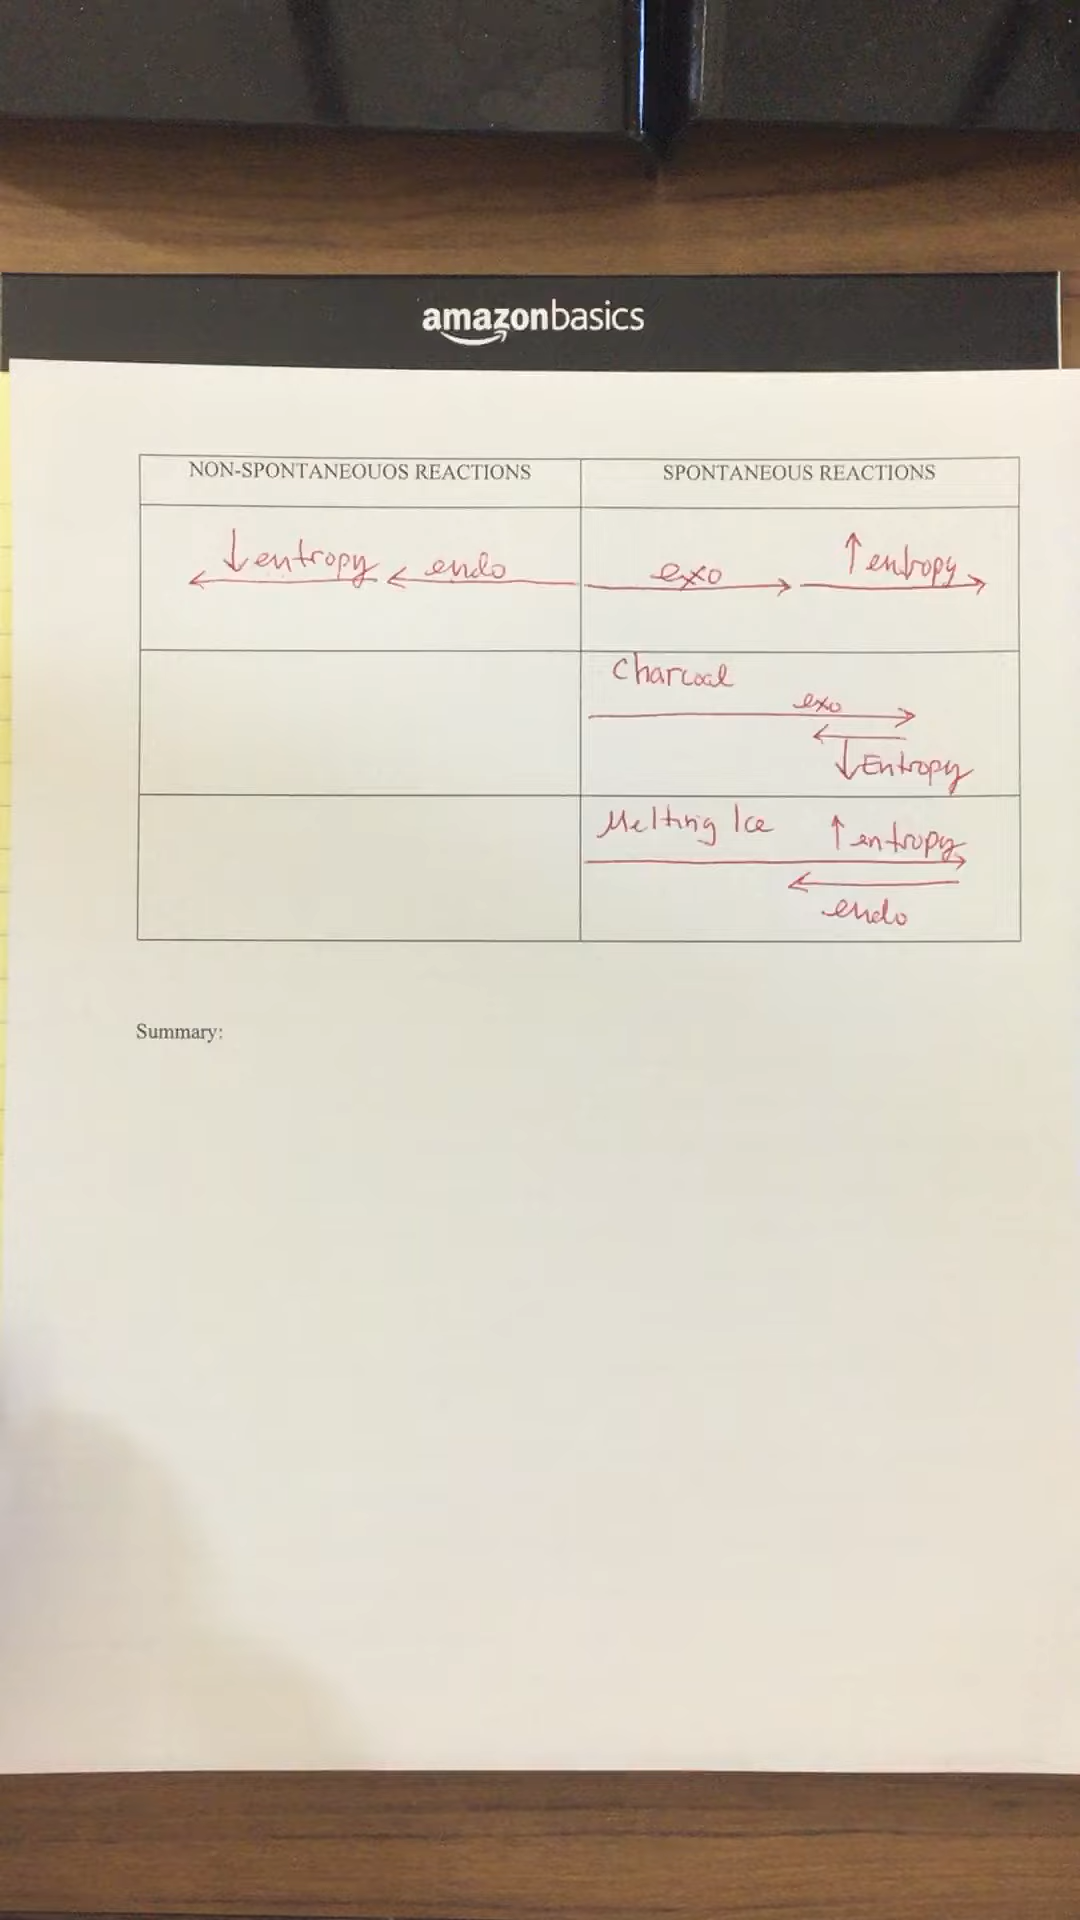 amazonbasics
NON-SPONTANEOUOS REACTIONS
SPONTANEOUS REACTIONS
↓entropy endo
exo ↑entropy
Charcoal
exo
↓Entropy
Melting Ice ↑entropy
endo
Summary: